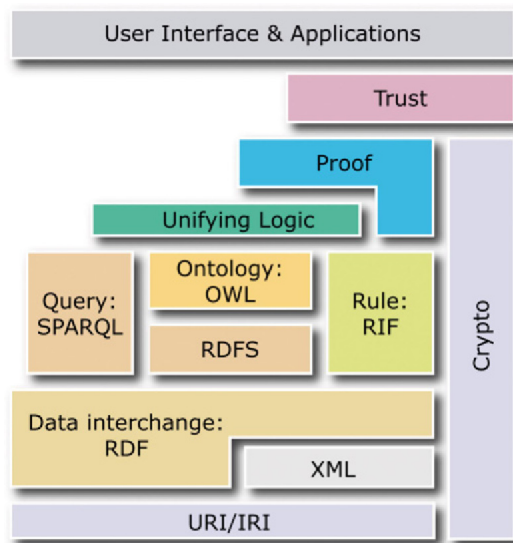 User Interface & Applications
Trust
Proof
Unifying Logic
Query:
SPARQL
Ontology:
OWL
RDFS
Rule:
RIF
Crypto
Data interchange:
RDF
XML
URI/IRI